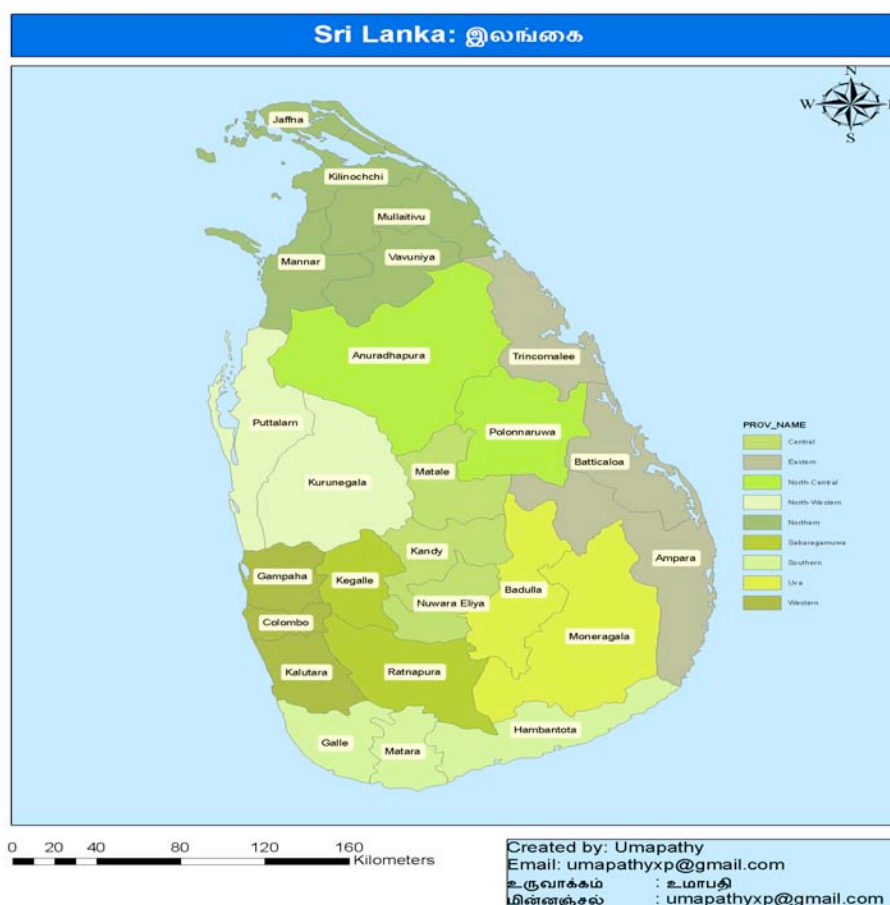 Sri Lanka: இலங்கை
N
W
S
Jaffna
Kilinochchi
Mullaitivu
Vavuniya
Mannar
Anuradhapura
Trincomalee
Puttalam
Polonnaruwa
Kurunegala
Matale
Batticaloa
Kandy
Ampara
Gampaha
Kegalle
Badulla
Nuwara Eliya
Colombo
Moneragala
Kalutara
Ratnapura
Hambantota
Galle
Matara
PROV_NAME
Central
Eastern
North-Central
North-Western
Northern
Sabaragamuwa
Southern
Uva
Western
0 20 40 80 120 160
Kilometers
Created by: Umapathy
Email: umapathyxp@gmail.com
உருவாக்கம் : உமாபதி
மின்னஞ்சல் : umapathyxp@gmail.com